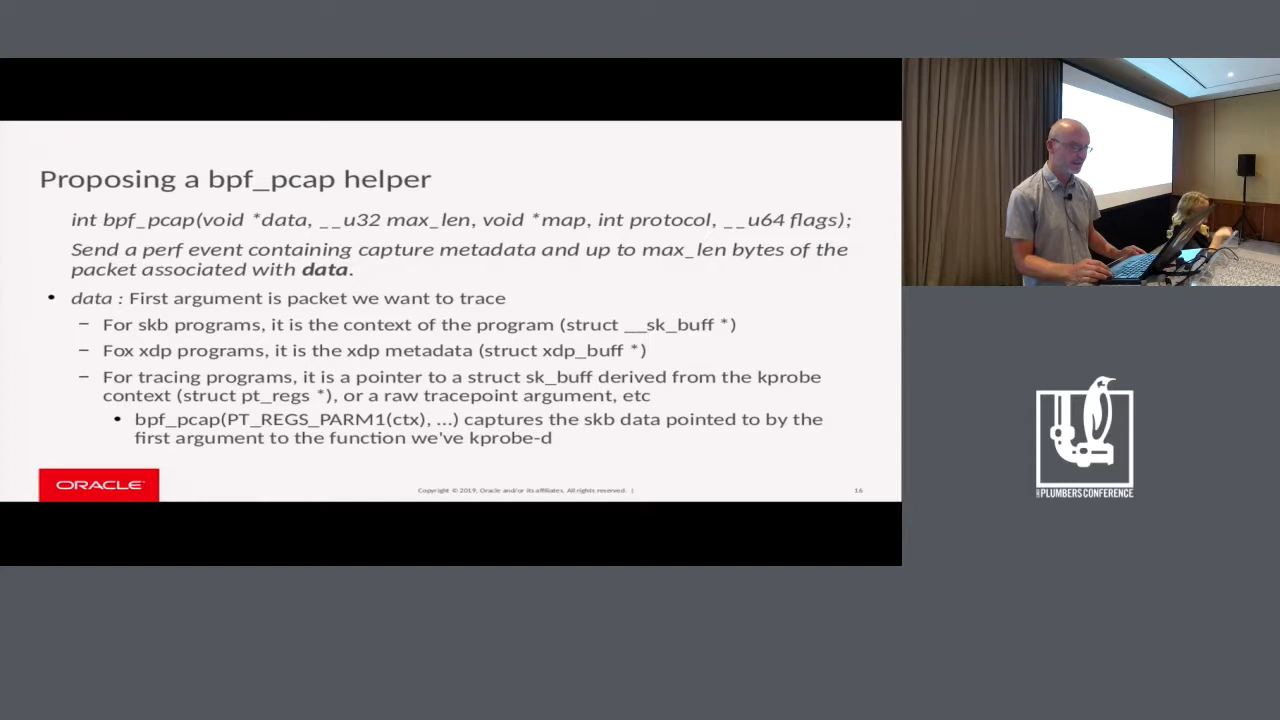 Proposing a bpf_pcap helper
int bpf_pcap(void *data, __u32 max_len, void *map, int protocol, __u64 flags);
Send a perf event containing capture metadata and up to max_len bytes of the
packet associated with data.
• data : First argument is packet we want to trace
– For skb programs, it is the context of the program (struct __sk_buff *)
– Fox xdp programs, it is the xdp metadata (struct xdp_buff *)
– For tracing programs, it is a pointer to a struct sk_buff derived from the kprobe
context (struct pt_regs *), or a raw tracepoint argument, etc
• bpf_pcap(PT_REGS_PARM1(ctx), ...) captures the skb data pointed to by the
first argument to the function we've kprobe-d
ORACLE
Copyright © 2019, Oracle and/or its affiliates. All rights reserved. |
16
PLUMBERS CONFERENCE